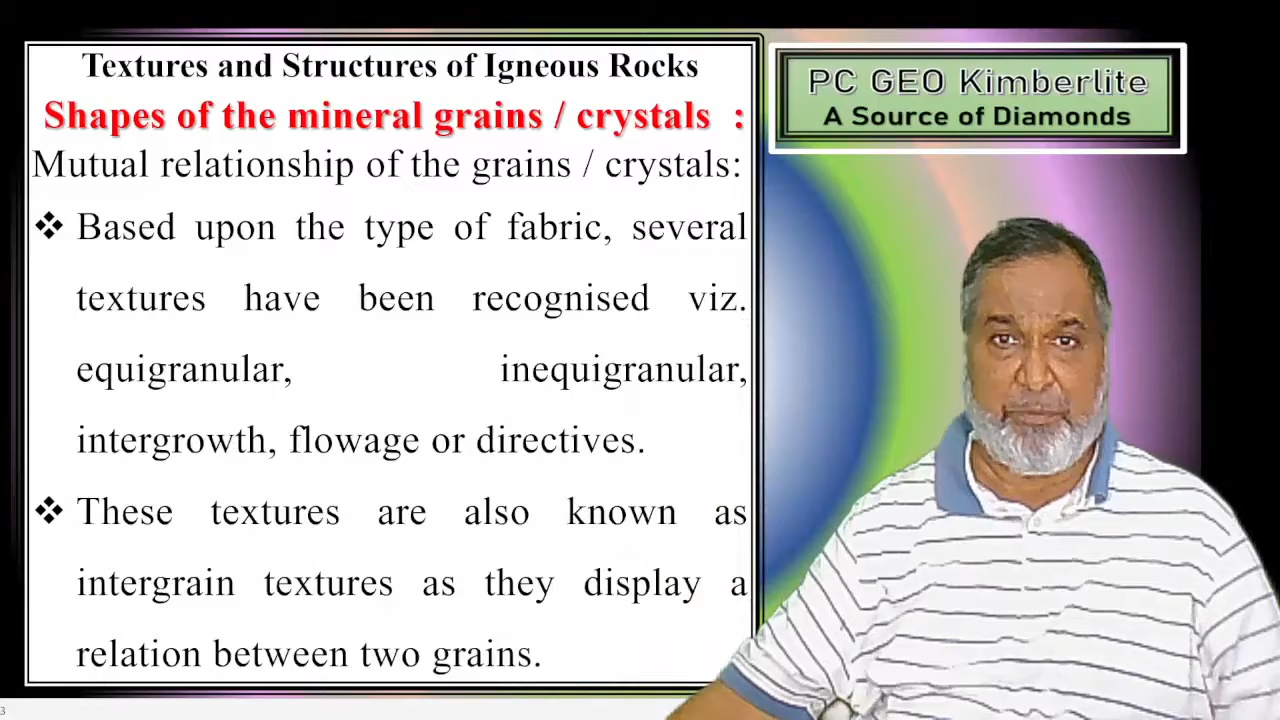 Textures and Structures of Igneous Rocks
Shapes of the mineral grains / crystals :
Mutual relationship of the grains / crystals:
❖ Based upon the type of fabric, several
textures have been recognised viz.
equigranular, inequigranular,
intergrowth, flowage or directives.
❖ These textures are also known as
intergrain textures as they display a
relation between two grains.
PC GEO Kimberlite
A Source of Diamonds
3